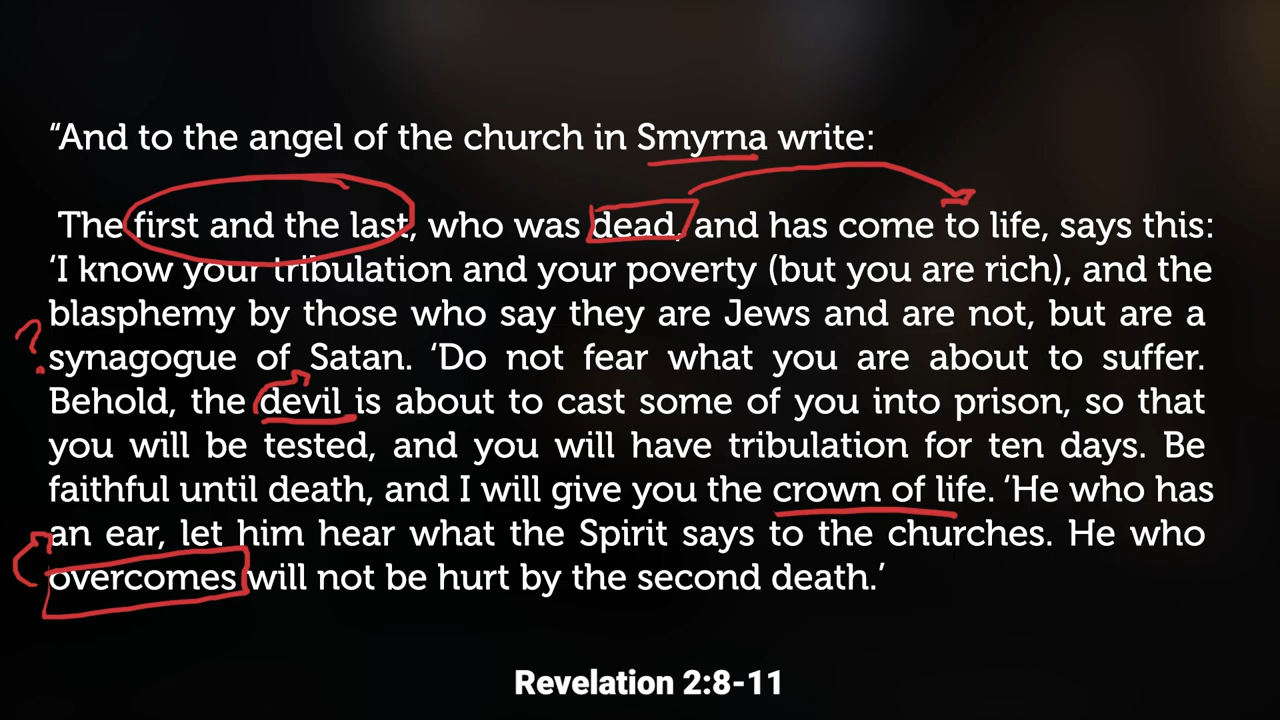 “And to the angel of the church in Smyrna write:
The first and the last, who was dead, and has come to life, says this:
‘I know your tribulation and your poverty (but you are rich), and the
blasphemy by those who say they are Jews and are not, but are a
?
synagogue of Satan. ‘Do not fear what you are about to suffer.
Behold, the devil is about to cast some of you into prison, so that
you will be tested, and you will have tribulation for ten days. Be
faithful until death, and I will give you the crown of life. ‘He who has
an ear, let him hear what the Spirit says to the churches. He who
overcomes will not be hurt by the second death.’
Revelation 2:8-11